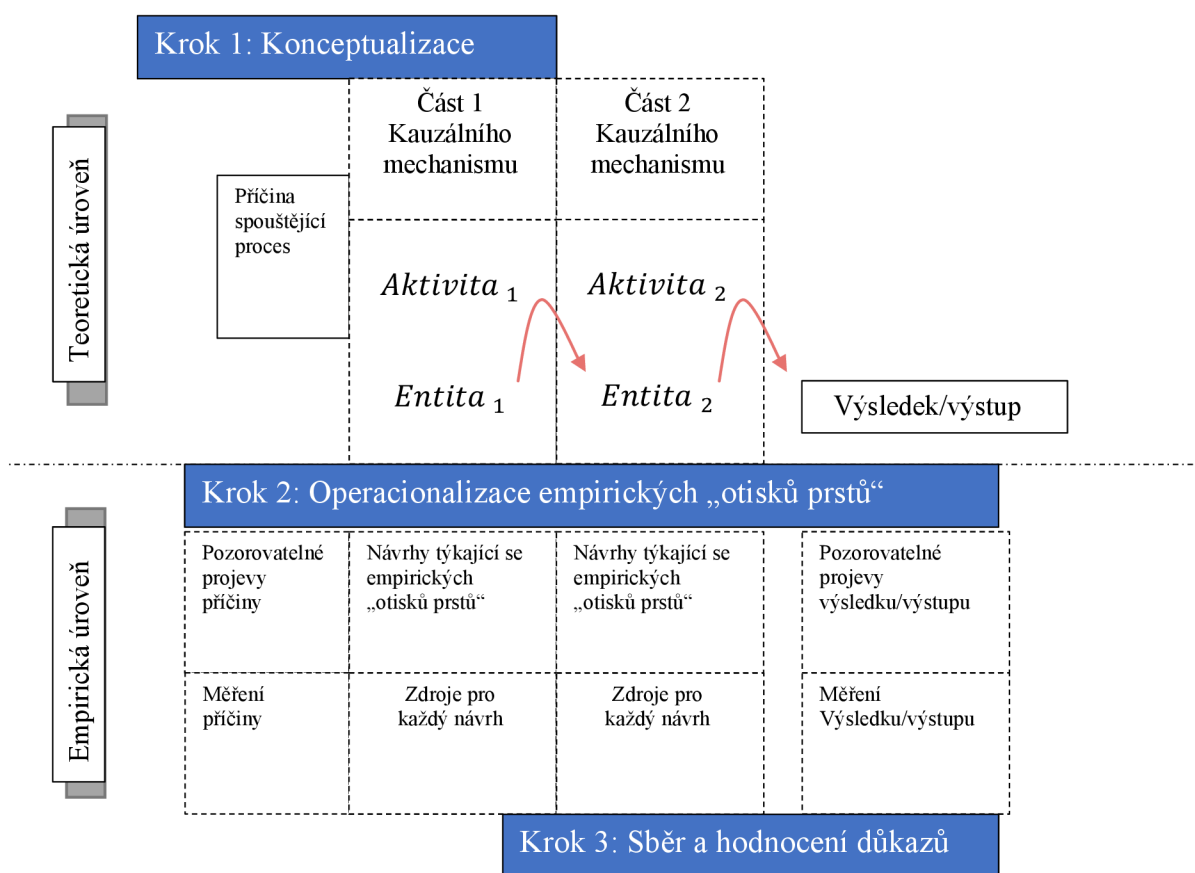 Krok 1: Konceptualizace
Část 1
Kauzálního
mechanismu
Část 2
Kauzálního
mechanismu
Teoretická úroveň
Příčina
spouštějící
proces
Aktivita 1
Aktivita 2
Entita 1
Entita 2
Výsledek/výstup
Krok 2: Operacionalizace empirických „otisků prstů“
Empirická úroveň
Pozorovatelné
projevy
příčiny
Návrhy týkající se
empirických
„otisků prstů“
Návrhy týkající se
empirických
„otisků prstů“
Pozorovatelné
projevy
výsledku/výstupu
Měření
příčiny
Zdroje pro
každý návrh
Zdroje pro
každý návrh
Měření
Výsledku/výstupu
Krok 3: Sběr a hodnocení důkazů